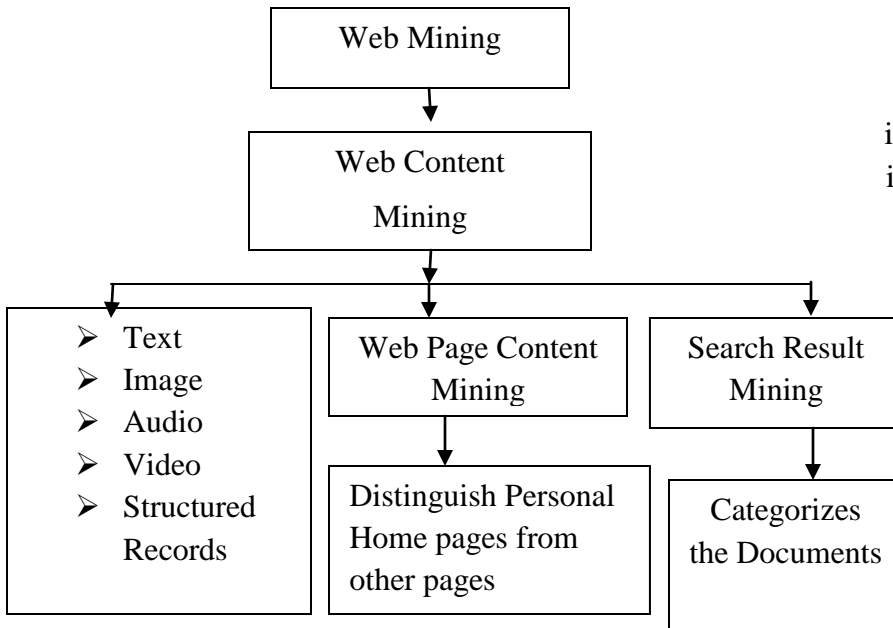 Web Mining
Web Content
Mining
➢ Text
➢ Image
➢ Audio
➢ Video
➢ Structured
Records
Web Page Content
Mining
Distinguish Personal
Home pages from
other pages
Search Result
Mining
Categorizes
the Documents
i
i